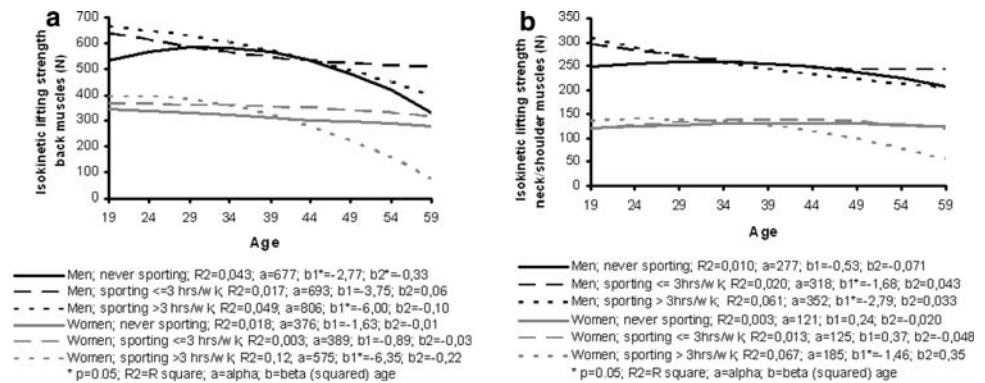 a
Isokinetic lifting strength
back muscles (N)
700
600
500
400
300
200
100
0
19 24 29 34 39 44 49 54 59
Age
Men; never sporting; R2=0,043; a=677; b1*=-2,77; b2*=-0,33
Men; sporting <=3 hrs/wk; R2=0,017; a=693; b1=-3,75; b2=0,06
Men; sporting >3 hrs/wk; R2=0,049; a=806; b1*=-6,00; b2=-0,10
Women; never sporting; R2=0,018; a=376; b1=-1,63; b2=-0,01
Women; sporting <=3 hrs/wk; R2=0,003; a=389; b1=-0,89; b2=-0,03
Women; sporting >3 hrs/wk; R2=0,12; a=575; b1*=-6,35; b2=-0,22
* p=0.05; R2=R square; a=alpha; b=beta (squared) age
b
Isokinetic lifting strength
neck/shoulder muscles (N)
350
300
250
200
150
100
50
0
19 24 29 34 39 44 49 54 59
Age
Men; never sporting; R2=0,010; a=277; b1=-0,53; b2=-0,071
Men; sporting <= 3hrs/wk; R2=0,020; a=318; b1*=-1,68; b2=0,043
Men; sporting > 3hrs/wk; R2=0,061; a=352; b1*=-2,79; b2=0,033
Women; never sporting; R2=0,003; a=121; b1=0,24; b2=-0,020
Women; sporting <= 3hrs/wk; R2=0,013; a=125; b1=0,37; b2=-0,048
Women; sporting > 3hrs/wk; R2=0,067; a=185; b1*=-1,46; b2=0,35
* p=0.05; R2=R square; a=alpha; b=beta (squared) age